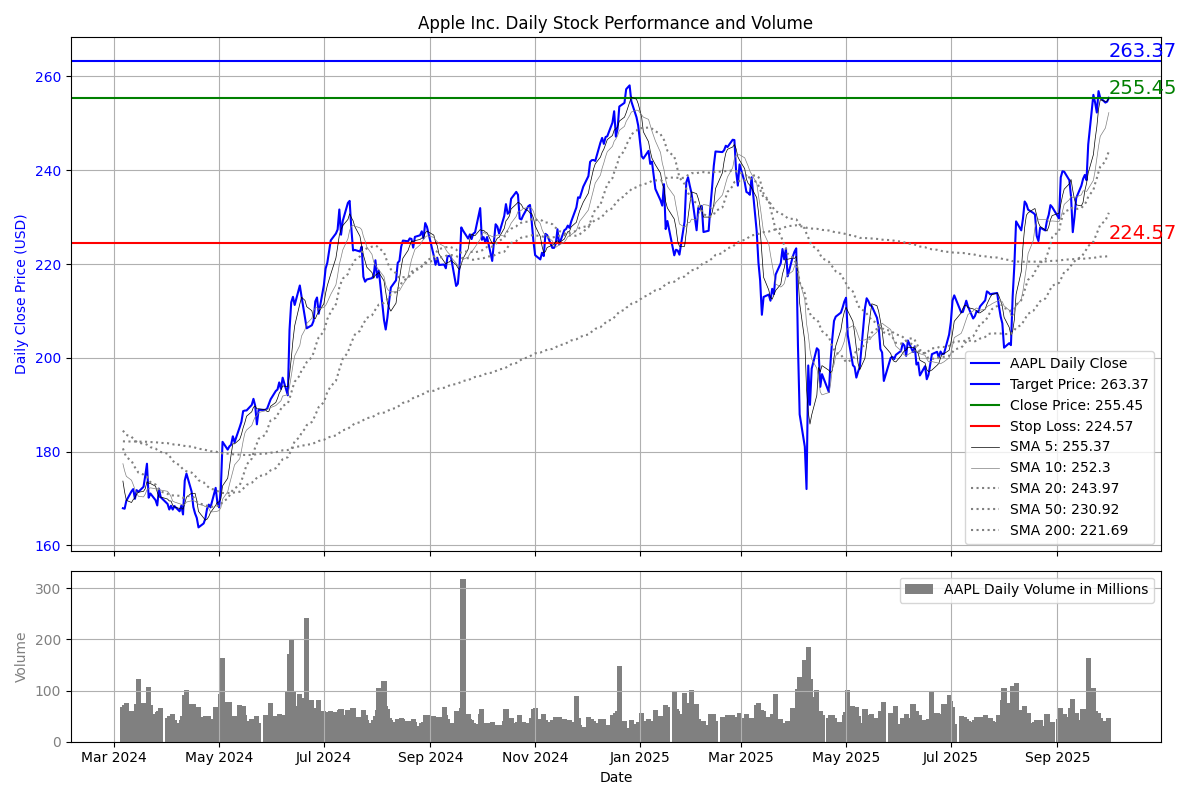 Apple Inc. Daily Stock Performance and Volume
263.37
255.45
224.57
Daily Close Price (USD)
260
240
220
200
180
160
AAPL Daily Close
Target Price: 263.37
Close Price: 255.45
Stop Loss: 224.57
SMA 5: 255.37
SMA 10: 252.3
SMA 20: 243.97
SMA 50: 230.92
SMA 200: 221.69
Volume
300
200
100
0
AAPL Daily Volume in Millions
Mar 2024 May 2024 Jul 2024 Sep 2024 Nov 2024 Jan 2025 Mar 2025 May 2025 Jul 2025 Sep 2025
Date